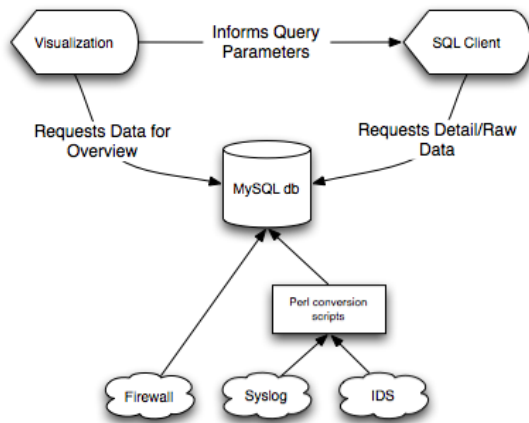 Visualization
Informs Query
Parameters
SQL Client
Requests Data for
Overview
Requests Detail/Raw
Data
MySQL db
Perl conversion
scripts
Firewall
Syslog
IDS